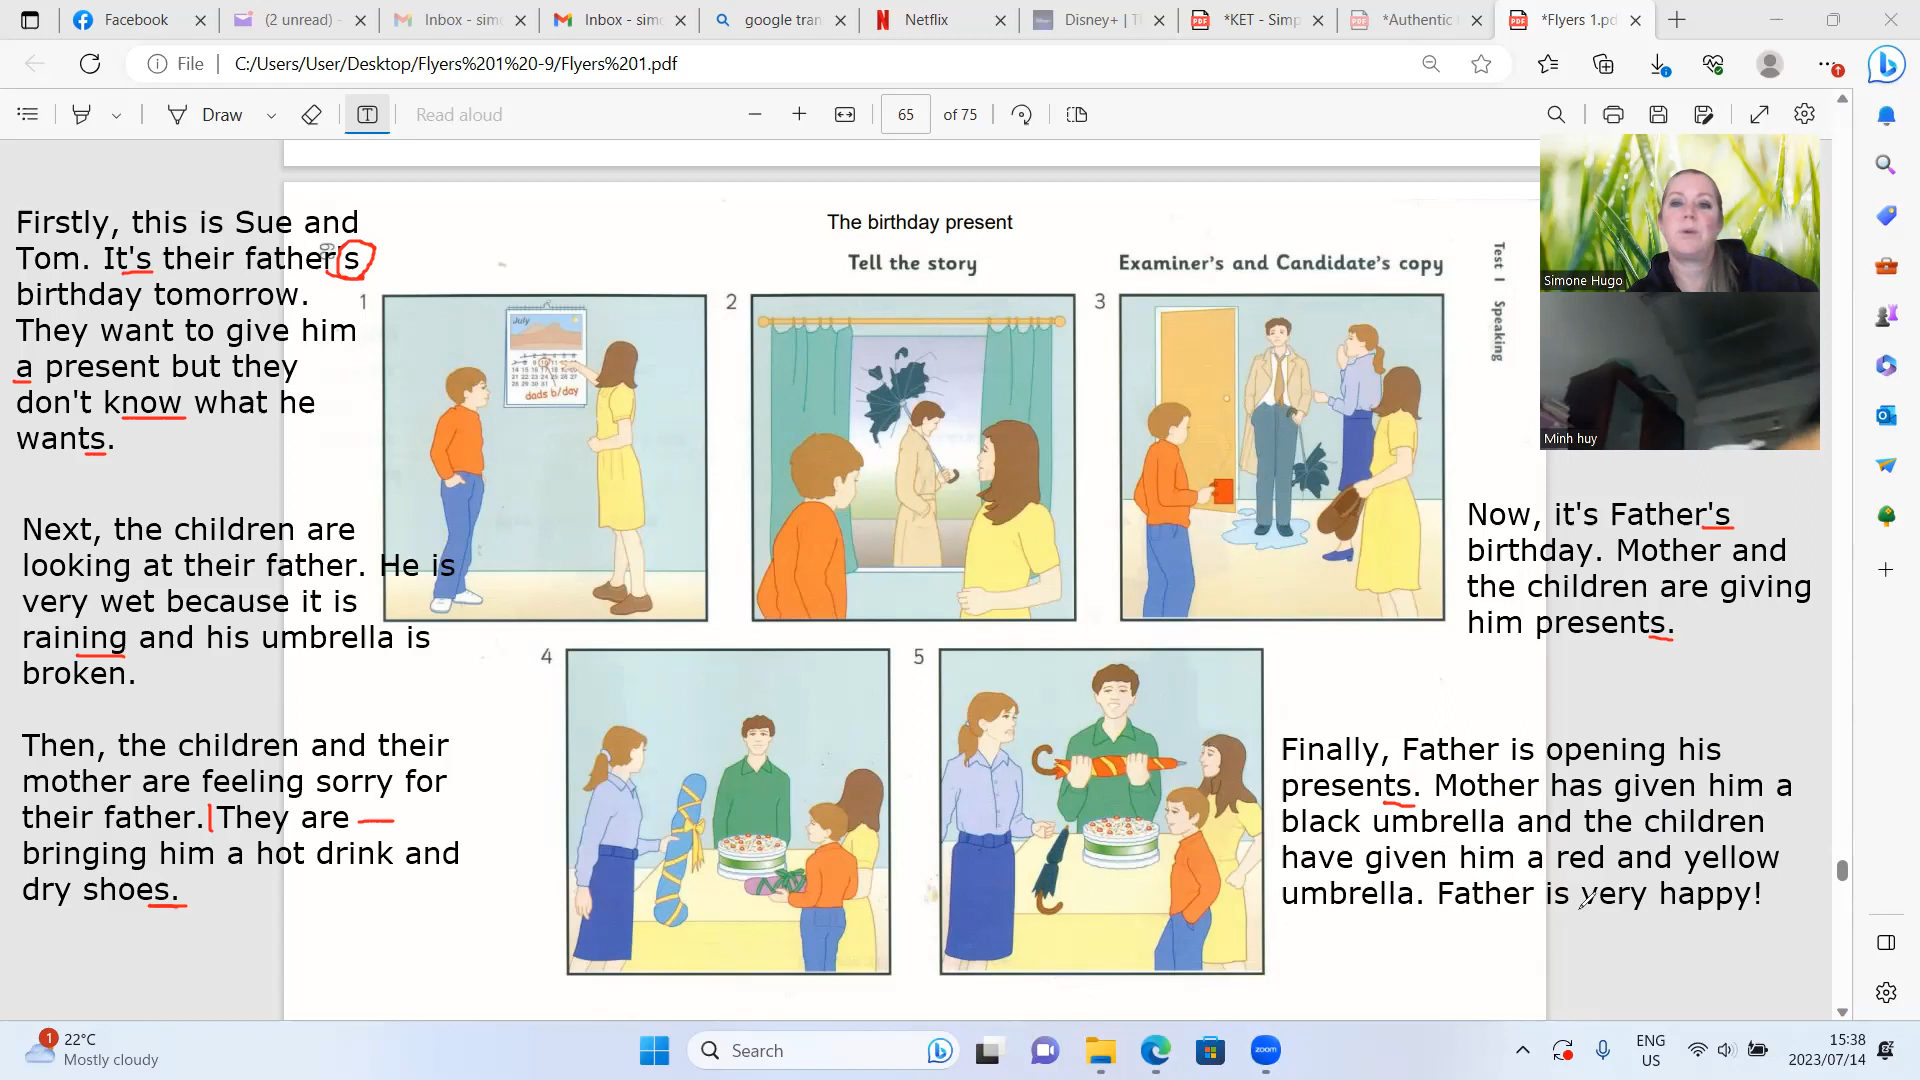 Facebook
(2 unread) -
Inbox - sim
Inbox - sim
google tran
Netflix
Disney+ | T
*KET - Simp
*Authentic
*Flyers 1.pd
File
C:/Users/User/Desktop/Flyers%201%20-9/Flyers%201.pdf
Draw
Read aloud
65
of 75
The birthday present
Tell the story
Examiner's and Candidate's copy
Test 1 Speaking
Firstly, this is Sue and
Tom. It's their father's
birthday tomorrow.
They want to give him
a present but they
don't know what he
wants.
Next, the children are
looking at their father. He is
very wet because it is
raining and his umbrella is
broken.
Then, the children and their
mother are feeling sorry for
their father. They are
bringing him a hot drink and
dry shoes.
1
July
dads b/day
2
3
4
5
Simone Hugo
Minh huy
Now, it's Father's
birthday. Mother and
the children are giving
him presents.
Finally, Father is opening his
presents. Mother has given him a
black umbrella and the children
have given him a red and yellow
umbrella. Father is very happy!
1
22°C
Mostly cloudy
Search
zoom
ENG
US
15:38
2023/07/14